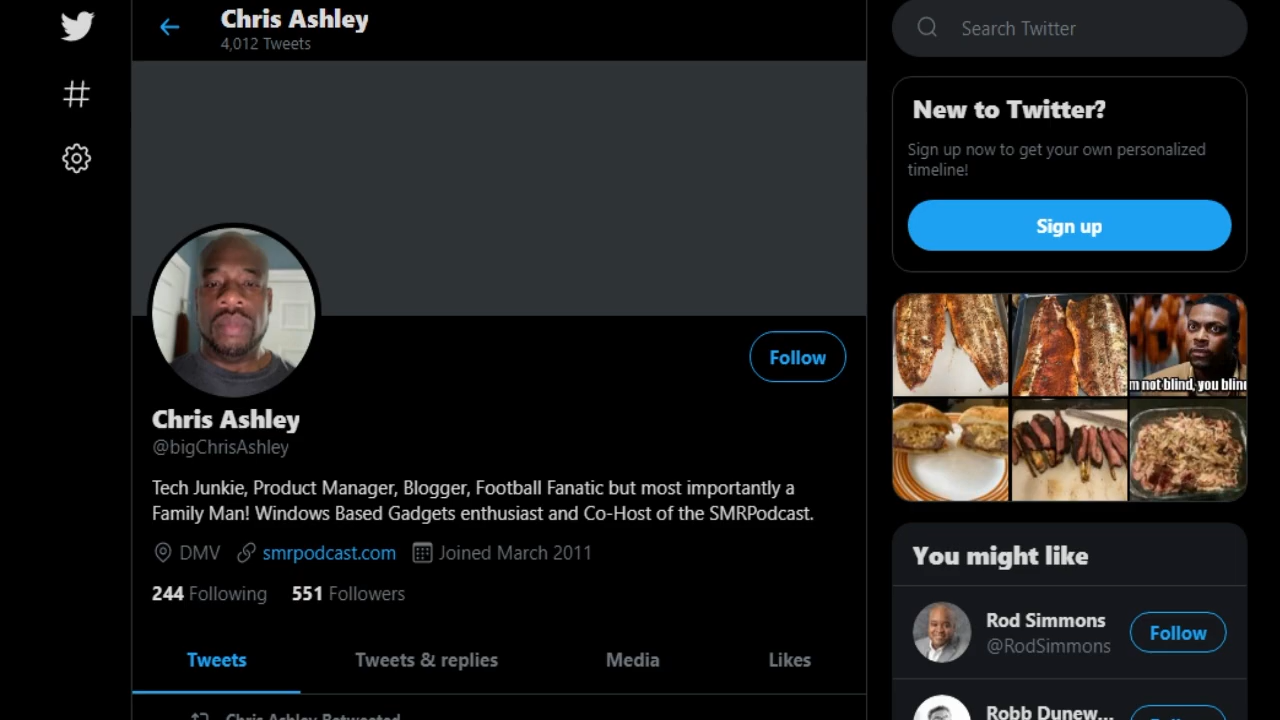 Chris Ashley
4,012 Tweets
Follow
Chris Ashley
@bigChrisAshley
Tech Junkie, Product Manager, Blogger, Football Fanatic but most importantly a
Family Man! Windows Based Gadgets enthusiast and Co-Host of the SMRPodcast.
DMV smrpodcast.com Joined March 2011
244 Following 551 Followers
Tweets Tweets & replies Media Likes
Chris Ashley Retweeted
Search Twitter
New to Twitter?
Sign up now to get your own personalized
timeline!
Sign up
m not blind, you blin
You might like
Rod Simmons
@RodSimmons
Follow
Robb Dunew...
Follow